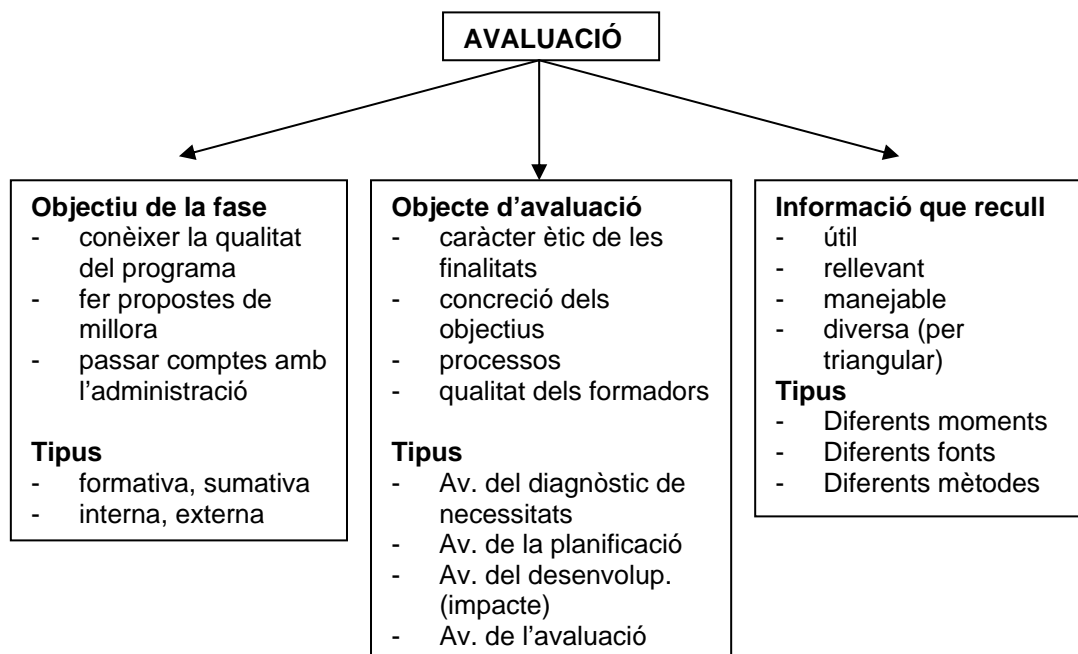 AVALUACIÓ
Objectiu de la fase
- conèixer la qualitat
del programa
- fer propostes de
millora
- passar comptes amb
l’administració
Tipus
- formativa, sumativa
- interna, externa
Objecte d’avaluació
- caràcter ètic de les
finalitats
- concreció dels
objectius
- processos
- qualitat dels formadors
Tipus
- Av. del diagnòstic de
necessitats
- Av. de la planificació
- Av. del desenvolup.
(impacte)
- Av. de l’avaluació
Informació que recull
- útil
- rellevant
- manejable
- diversa (per
triangular)
Tipus
- Diferents moments
- Diferents fonts
- Diferents mètodes